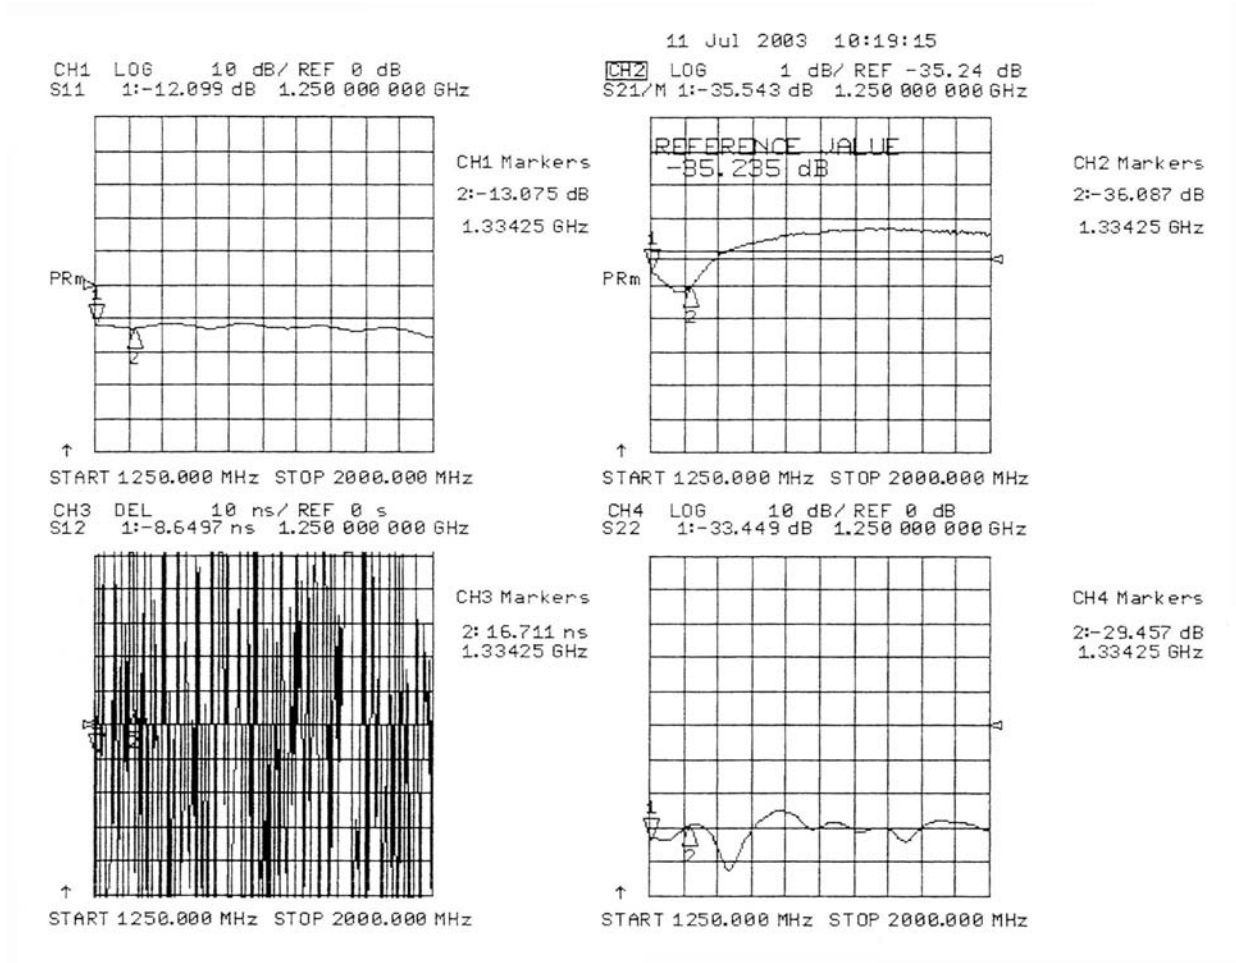 11 Jul 2003 10:19:15
CH1 LOG 10 dB/ REF 0 dB
S11 1:-12.099 dB 1.250 000 000 GHz
CH1 Markers
2:-13.075 dB
1.33425 GHz
PRm
1
2
START 1250.000 MHz STOP 2000.000 MHz
CH2 LOG 1 dB/ REF -35.24 dB
S21/M 1:-35.543 dB 1.250 000 000 GHz
REFERENCE VALUE
-35.235 dB
CH2 Markers
2:-36.087 dB
1.33425 GHz
1
PRm
2
START 1250.000 MHz STOP 2000.000 MHz
CH3 DEL 10 ns/ REF 0 s
S12 1:-8.6497 ns 1.250 000 000 GHz
CH3 Markers
2: 16.711 ns
1.33425 GHz
START 1250.000 MHz STOP 2000.000 MHz
CH4 LOG 10 dB/ REF 0 dB
S22 1:-33.449 dB 1.250 000 000 GHz
CH4 Markers
2:-29.457 dB
1.33425 GHz
1
2
START 1250.000 MHz STOP 2000.000 MHz